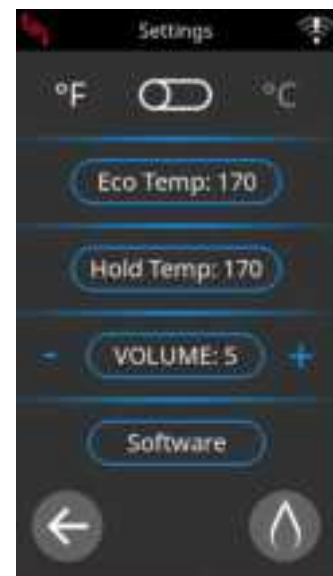 Settings
°F °C
Eco Temp: 170
Hold Temp: 170
- VOLUME: 5 +
Software